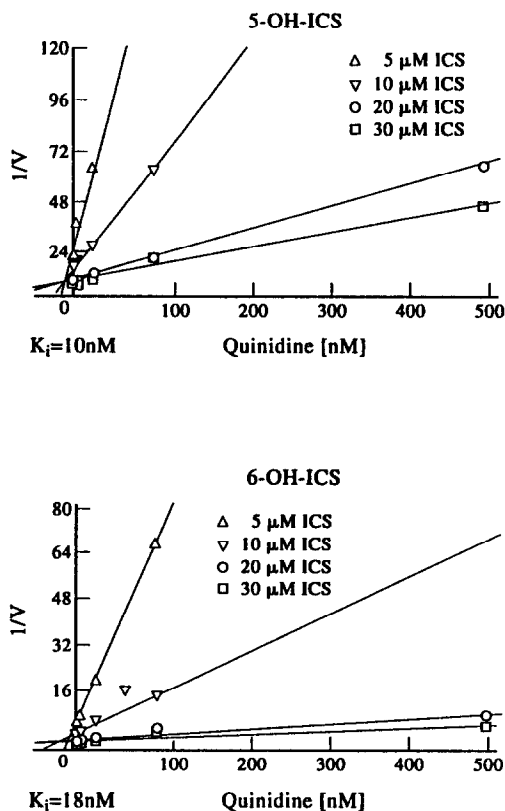 5-OH-ICS
120
96
72
48
24
1/V
△ 5 µM ICS
▽ 10 µM ICS
○ 20 µM ICS
□ 30 µM ICS
0 100 200 300 400 500
Ki=10nM Quinidine [nM]
6-OH-ICS
80
64
48
32
16
1/V
△ 5 µM ICS
▽ 10 µM ICS
○ 20 µM ICS
□ 30 µM ICS
0 100 200 300 400 500
Ki=18nM Quinidine [nM]